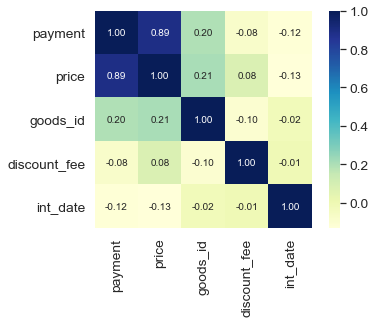 payment 1.00 0.89 0.20 -0.08 -0.12
price 0.89 1.00 0.21 0.08 -0.13
goods_id 0.20 0.21 1.00 -0.10 -0.02
discount_fee -0.08 0.08 -0.10 1.00 -0.01
int_date -0.12 -0.13 -0.02 -0.01 1.00
payment
price
goods_id
discount_fee
int_date
1.0
0.8
0.6
0.4
0.2
0.0